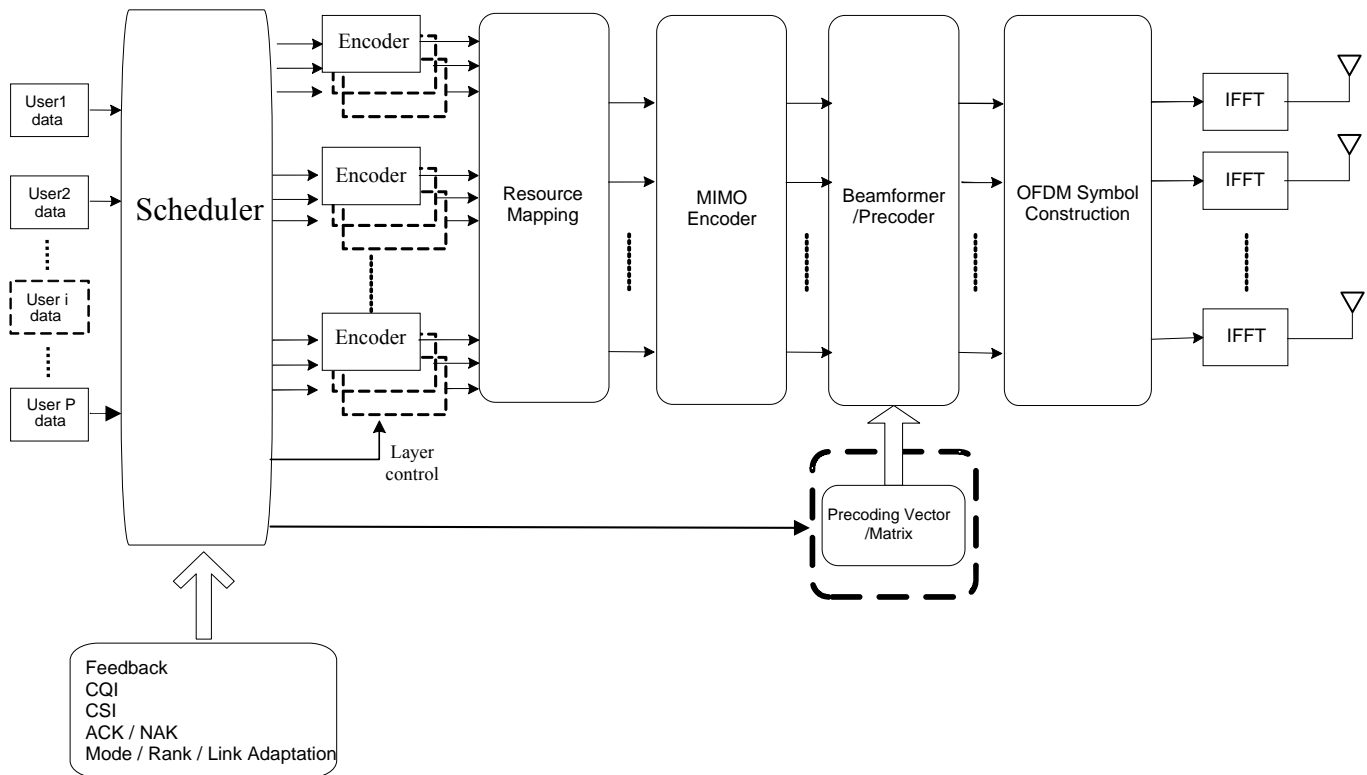 User1
data
User2
data
User i
data
User P
data
Scheduler
Encoder
Encoder
Encoder
Layer
control
Resource
Mapping
MIMO
Encoder
Beamformer
/Precoder
OFDM Symbol
Construction
IFFT
IFFT
IFFT
Precoding Vector
/Matrix
Feedback
CQI
CSI
ACK / NAK
Mode / Rank / Link Adaptation